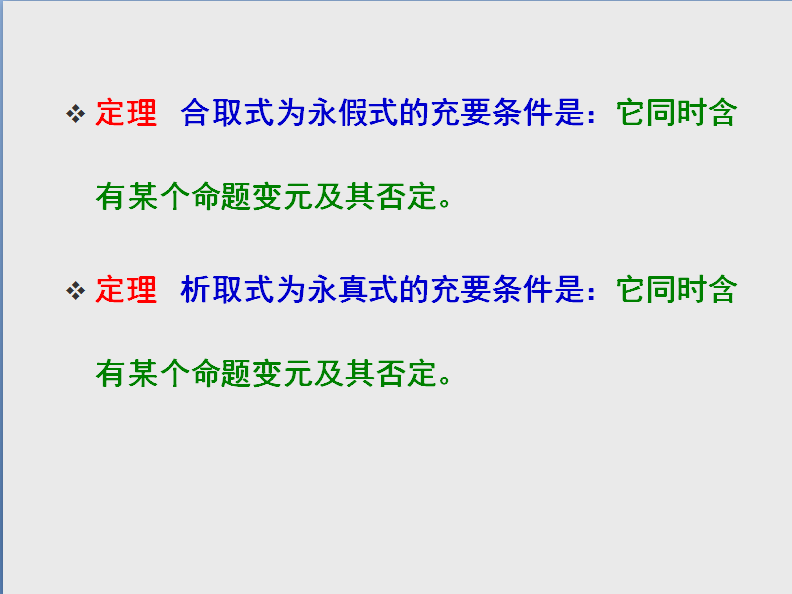 ❖ 定理 合取式为永假式的充要条件是：它同时含
有某个命题变元及其否定。
❖ 定理 析取式为永真式的充要条件是：它同时含
有某个命题变元及其否定。